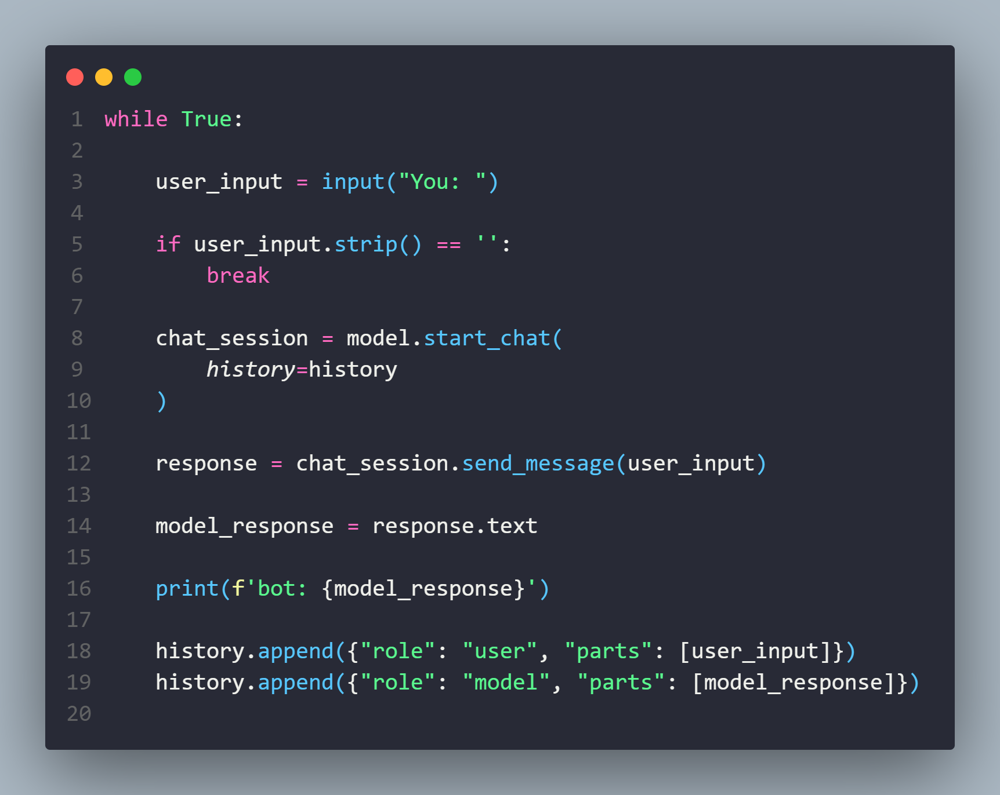 1 while True:
2
3     user_input = input("You: ")
4
5     if user_input.strip() == '':
6         break
7
8     chat_session = model.start_chat(
9         history=history
10     )
11
12     response = chat_session.send_message(user_input)
13
14     model_response = response.text
15
16     print(f'bot: {model_response}')
17
18     history.append({"role": "user", "parts": [user_input]})
19     history.append({"role": "model", "parts": [model_response]})
20